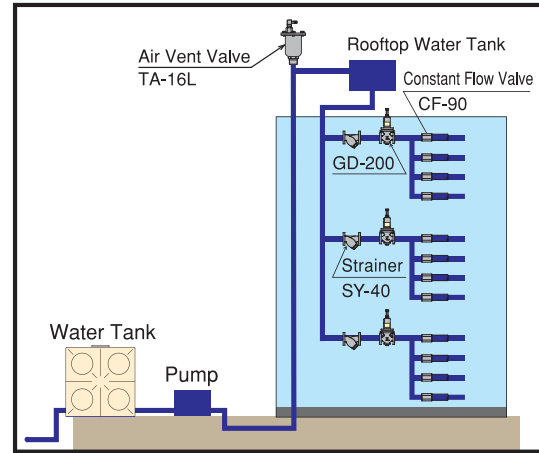 Air Vent Valve
TA-16L
Rooftop Water Tank
Constant Flow Valve
CF-90
GD-200
Strainer
SY-40
Water Tank
Pump